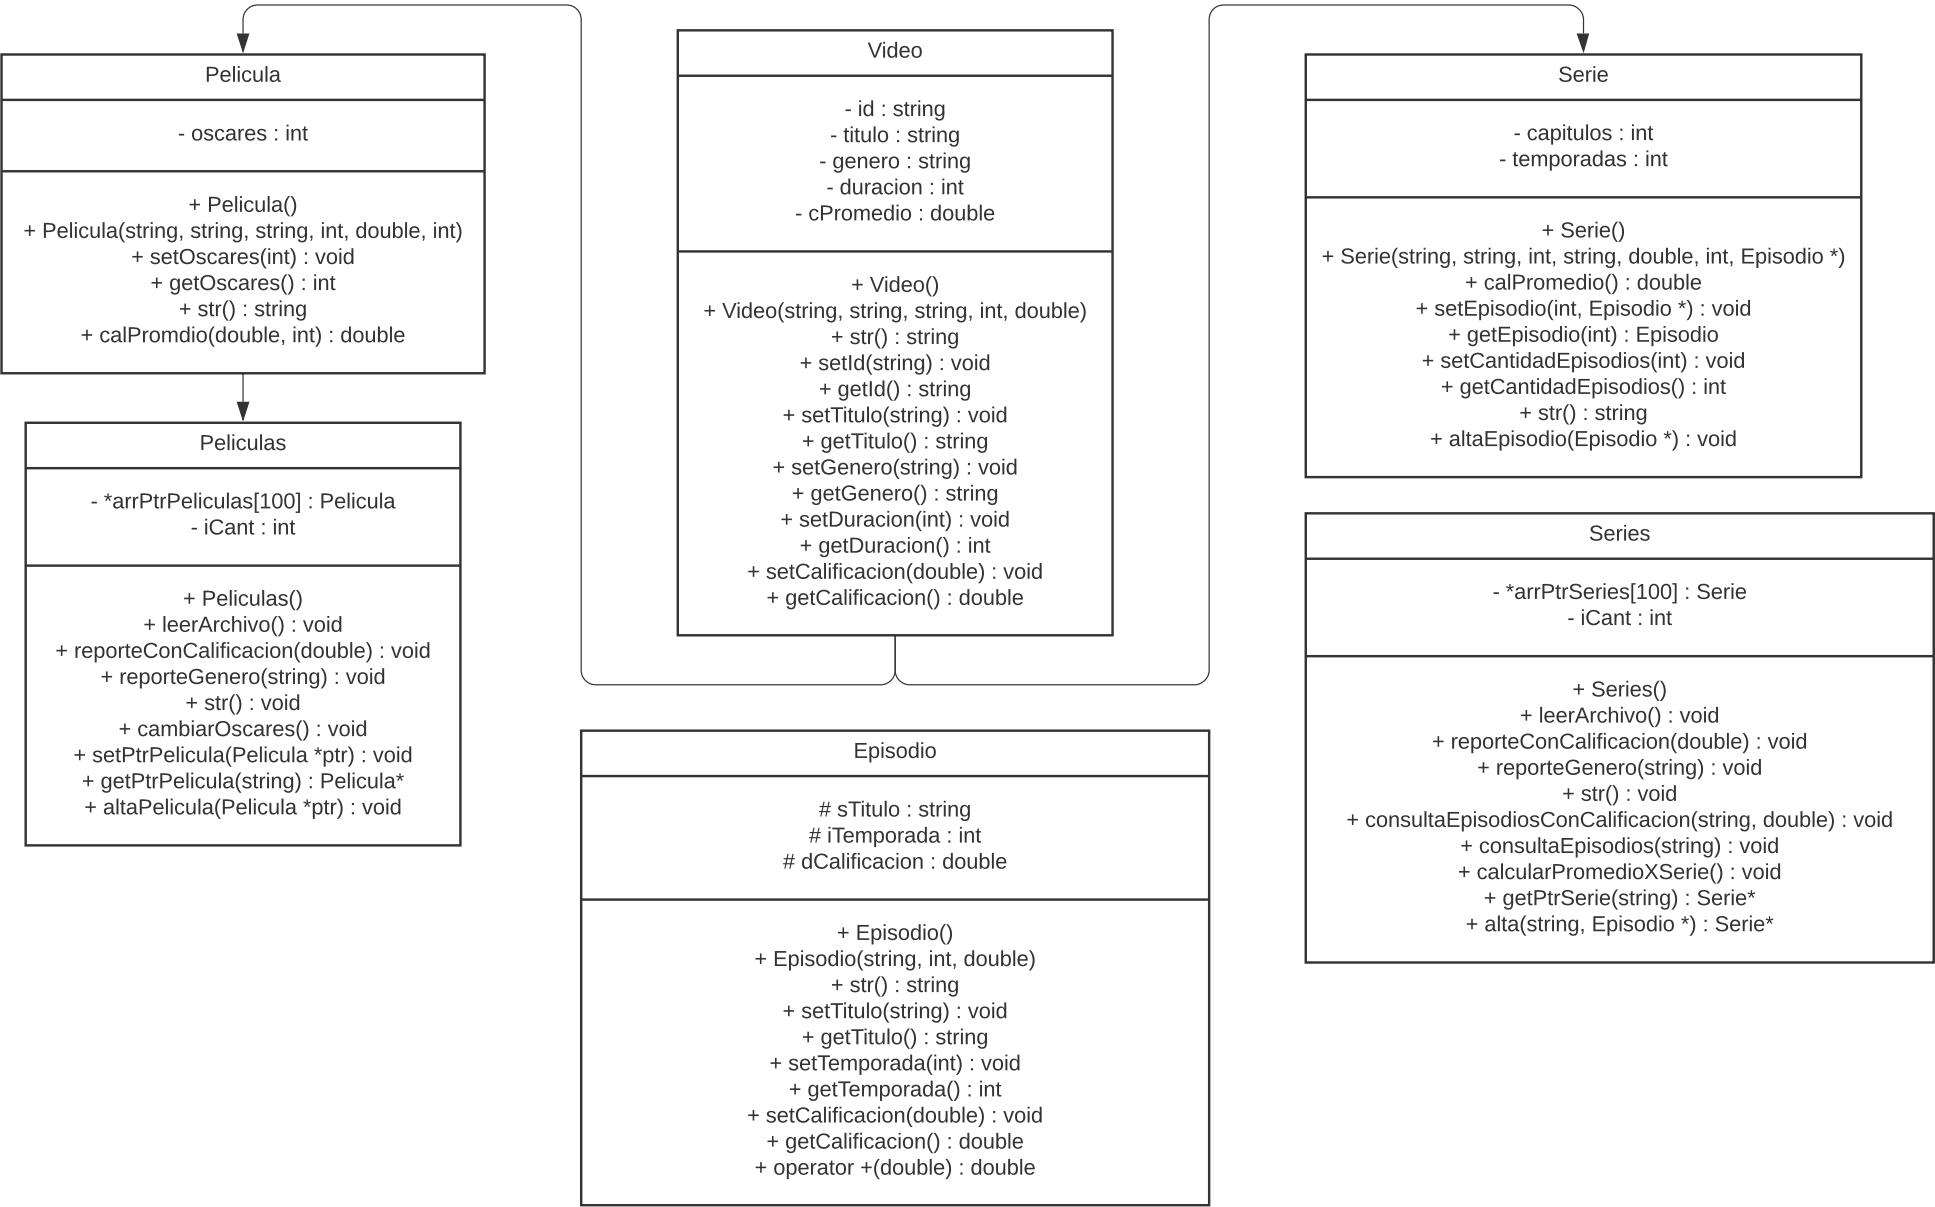 Pelicula
- oscares : int
+ Pelicula()
+ Pelicula(string, string, string, int, double, int)
+ setOscares(int) : void
+ getOscares() : int
+ str() : string
+ calPromdio(double, int) : double
Peliculas
- *arrPtrPeliculas[100] : Pelicula
- iCant : int
+ Peliculas()
+ leerArchivo() : void
+ reporteConCalificacion(double) : void
+ reporteGenero(string) : void
+ str() : void
+ cambiarOscares() : void
+ setPtrPelicula(Pelicula *ptr) : void
+ getPtrPelicula(string) : Pelicula*
+ altaPelicula(Pelicula *ptr) : void
Video
- id : string
- titulo : string
- genero : string
- duracion : int
- cPromedio : double
+ Video()
+ Video(string, string, string, int, double)
+ str() : string
+ setId(string) : void
+ getId() : string
+ setTitulo(string) : void
+ getTitulo() : string
+ setGenero(string) : void
+ getGenero() : string
+ setDuracion(int) : void
+ getDuracion() : int
+ setCalificacion(double) : void
+ getCalificacion() : double
Episodio
# sTitulo : string
# iTemporada : int
# dCalificacion : double
+ Episodio()
+ Episodio(string, int, double)
+ str() : string
+ setTitulo(string) : void
+ getTitulo() : string
+ setTemporada(int) : void
+ getTemporada() : int
+ setCalificacion(double) : void
+ getCalificacion() : double
+ operator +(double) : double
Serie
- capitulos : int
- temporadas : int
+ Serie()
+ Serie(string, string, int, string, double, int, Episodio *)
+ calPromedio() : double
+ setEpisodio(int, Episodio *) : void
+ getEpisodio(int) : Episodio
+ setCantidadEpisodios(int) : void
+ getCantidadEpisodios() : int
+ str() : string
+ altaEpisodio(Episodio *) : void
Series
- *arrPtrSeries[100] : Serie
- iCant : int
+ Series()
+ leerArchivo() : void
+ reporteConCalificacion(double) : void
+ reporteGenero(string) : void
+ str() : void
+ consultaEpisodiosConCalificacion(string, double) : void
+ consultaEpisodios(string) : void
+ calcularPromedioXSerie() : void
+ getPtrSerie(string) : Serie*
+ alta(string, Episodio *) : Serie*